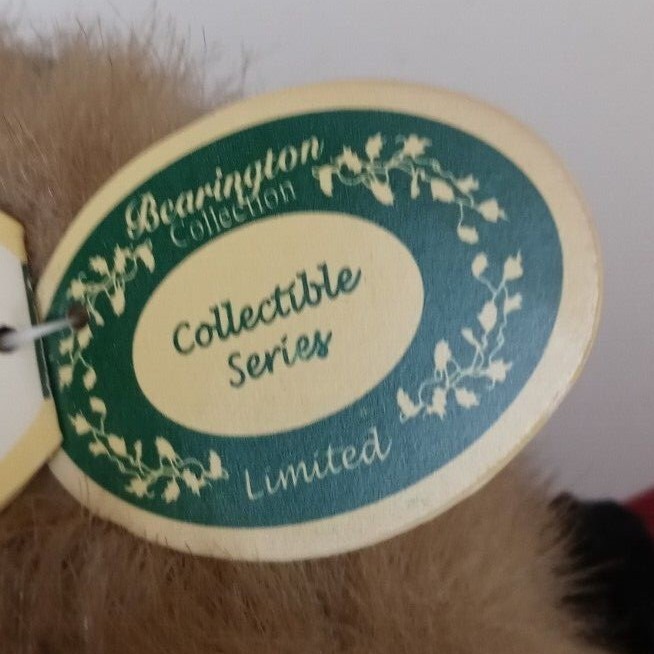 Bearington
Collection
Collectible
Series
Limited